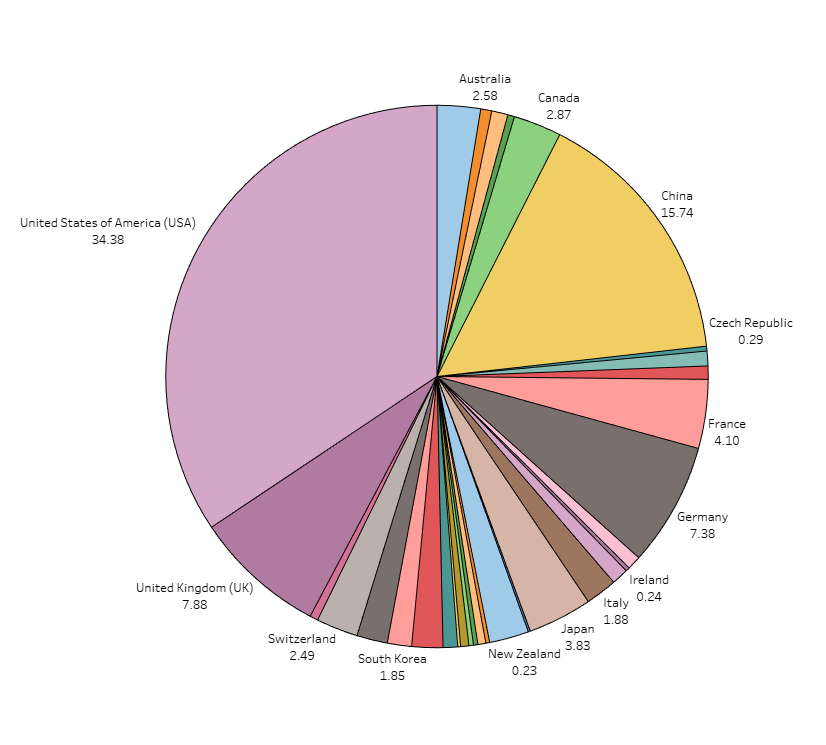 Australia
2.58
Canada
2.87
China
15.74
Czech Republic
0.29
France
4.10
Germany
7.38
Ireland
0.24
Italy
1.88
Japan
3.83
New Zealand
0.23
South Korea
1.85
Switzerland
2.49
United Kingdom (UK)
7.88
United States of America (USA)
34.38